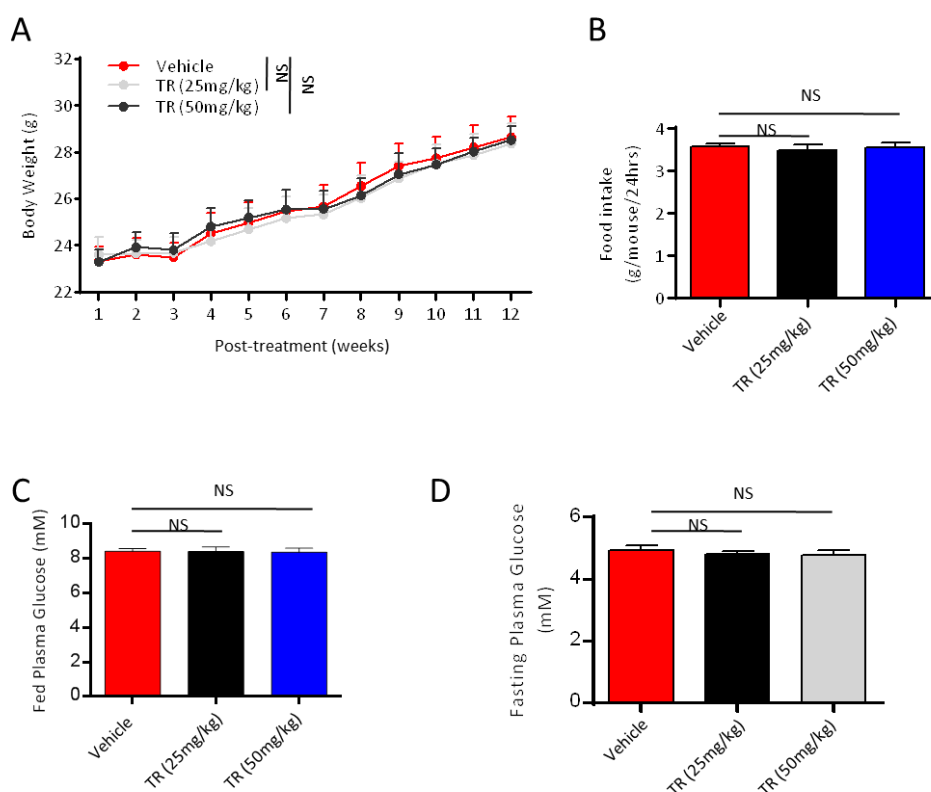 A
32
30
28
26
24
22
Body Weight (g)
Vehicle
TR (25mg/kg)
TR (50mg/kg)
NS
NS
1 2 3 4 5 6 7 8 9 10 11 12
Post-treatment (weeks)
B
NS
NS
4
3
2
1
0
Food intake
(g/mouse/24hrs)
Vehicle
TR (25mg/kg)
TR (50mg/kg)
C
NS
NS
10
8
6
4
2
0
Fed Plasma Glucose (mM)
Vehicle
TR (25mg/kg)
TR (50mg/kg)
D
NS
NS
6
4
2
0
Fasting Plasma Glucose
(mM)
Vehicle
TR (25mg/kg)
TR (50mg/kg)